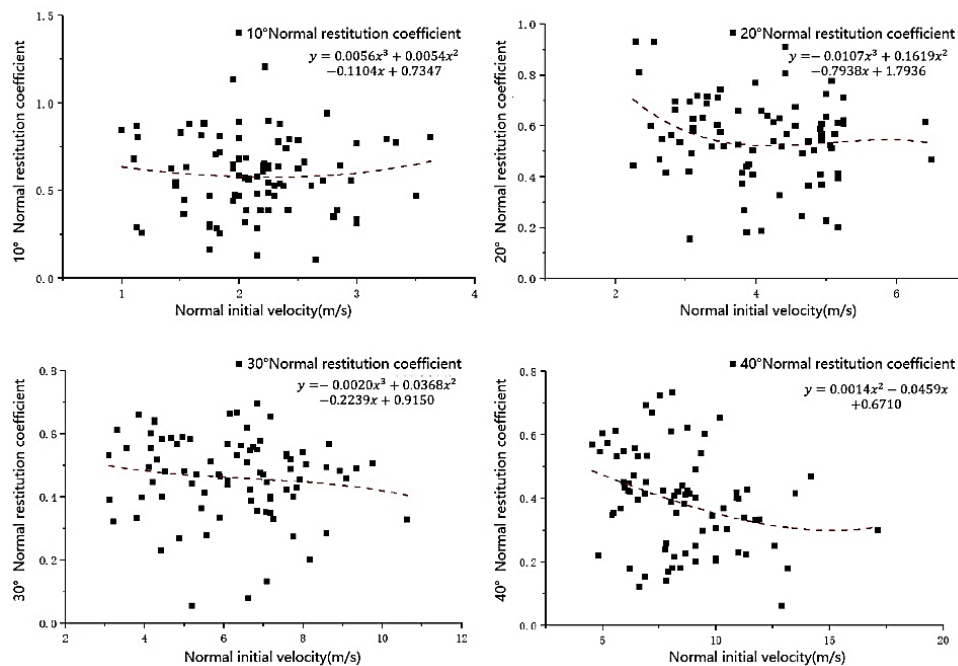 10° Normal restitution coefficient
1.5
1.0
0.5
0.0
■ 10°Normal restitution coefficient
y = 0.0056x³ + 0.0054x²
−0.1104x + 0.7347
1 2 3 4
Normal initial velocity(m/s)
20° Normal restitution coefficient
1.0
0.8
0.6
0.4
0.2
0.0
■ 20°Normal restitution coefficient
y = −0.0107x³ + 0.1619x²
−0.7938x + 1.7936
2 4 6
Normal initial velocity(m/s)
30° Normal restitution coefficient
0.8
0.6
0.4
0.2
0.0
■ 30°Normal restitution coefficient
y = −0.0020x³ + 0.0368x²
−0.2239x + 0.9150
2 4 6 8 10 12
Normal initial velocity(m/s)
40° Normal restitution coefficient
0.8
0.6
0.4
0.2
0.0
■ 40°Normal restitution coefficient
y = 0.0014x² − 0.0459x
+0.6710
5 10 15 20
Normal initial velocity(m/s)